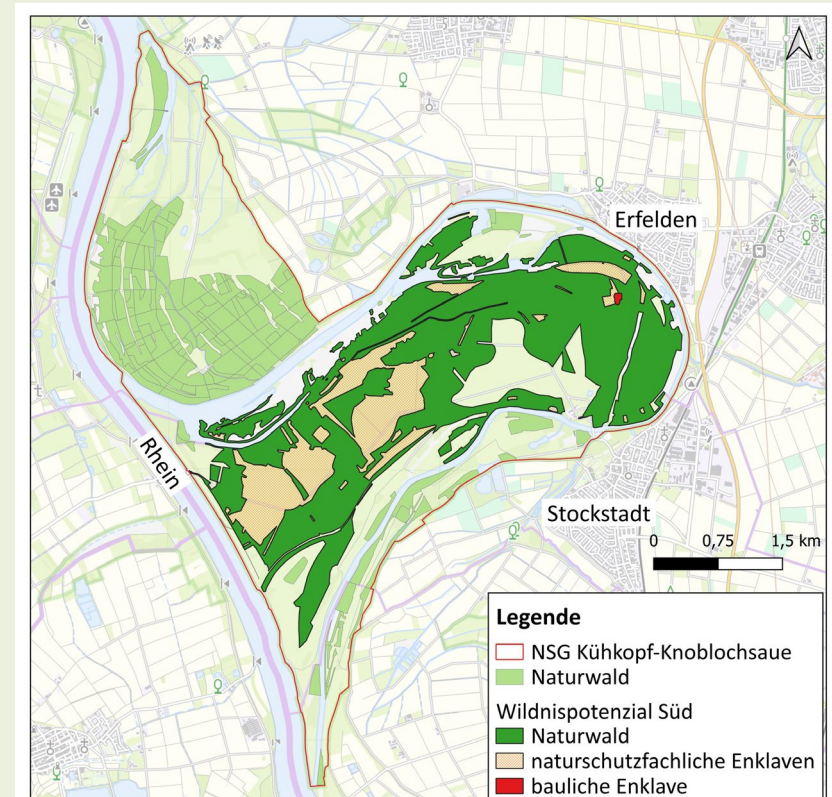 Erfelden
Rhein
Stockstadt
0 0,75 1,5 km
Legende
NSG Kühkopf-Knoblochsaue
Naturwald
Wildnispotenzial Süd
Naturwald
naturschutzfachliche Enklaven
bauliche Enklave